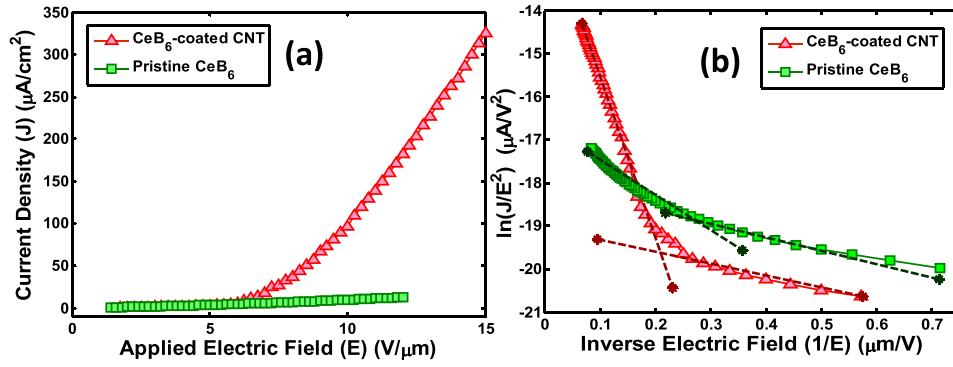 350
300
250
200
150
100
50
0
0
5
10
15
Current Density (J) (μA/cm²)
Applied Electric Field (E) (V/μm)
CeB₆-coated CNT
Pristine CeB₆
(a)
-14
-15
-16
-17
-18
-19
-20
-21
0
0.1
0.2
0.3
0.4
0.5
0.6
0.7
ln(J/E²) (μA/V²)
Inverse Electric Field (1/E) (μm/V)
CeB₆-coated CNT
Pristine CeB₆
(b)